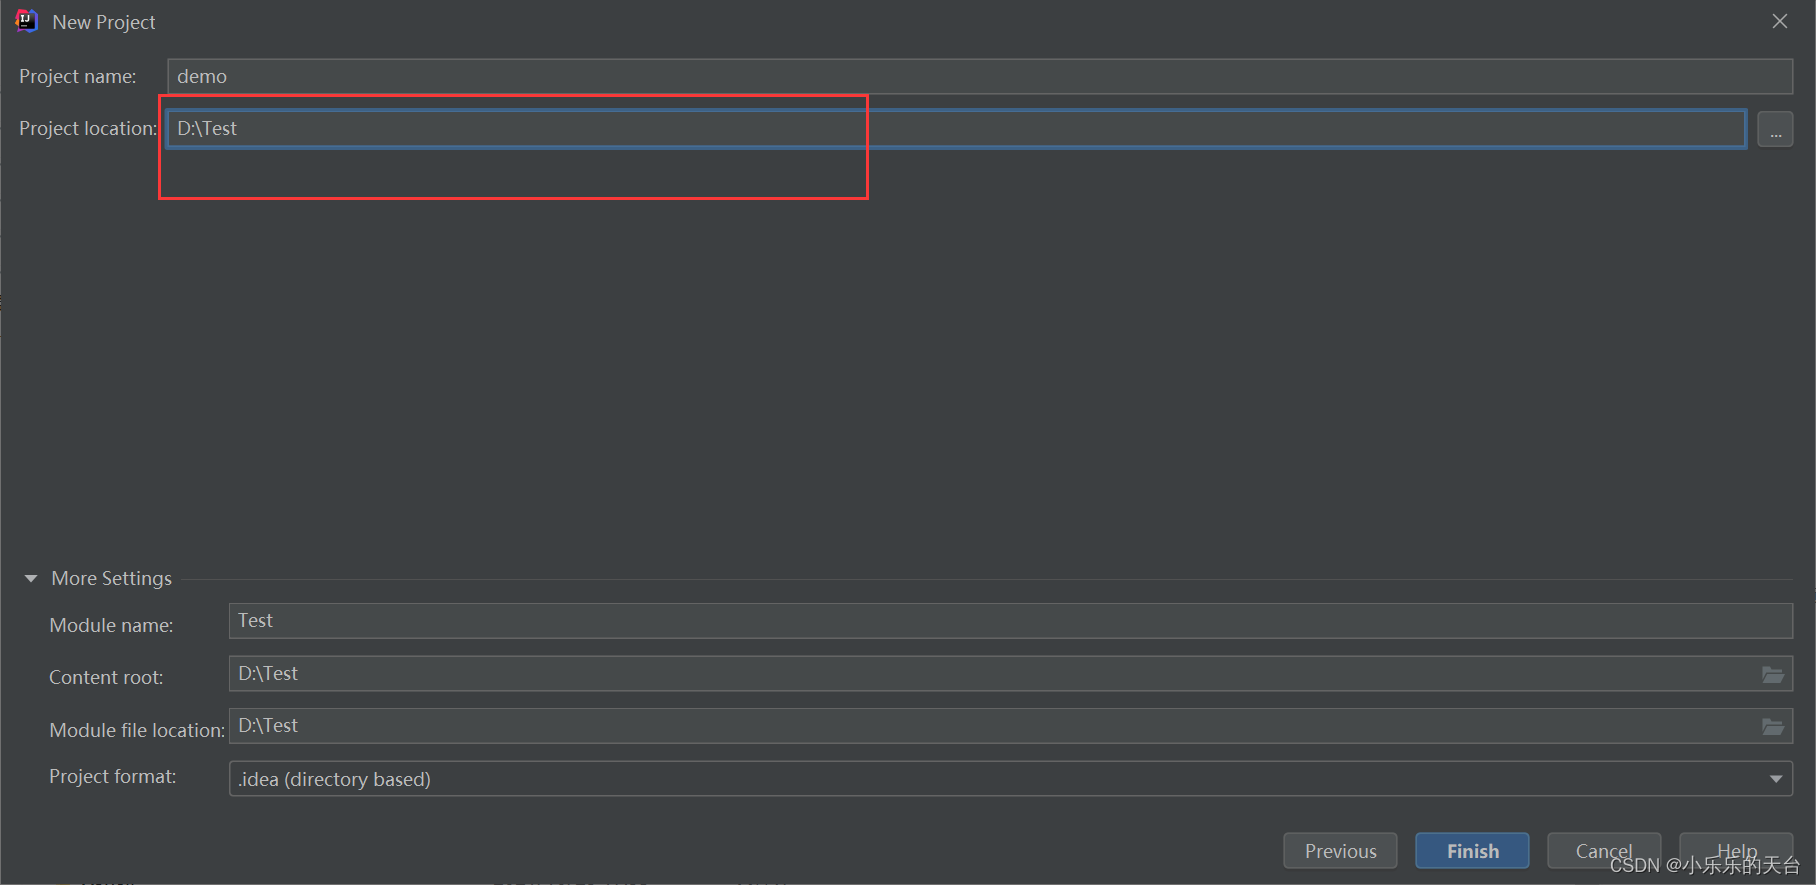 New Project
Project name: demo
Project location: D:\Test
...
More Settings
Module name: Test
Content root: D:\Test
Module file location: D:\Test
Project format: .idea (directory based)
Previous Finish Cancel Help
CSDN @小乐乐的天台